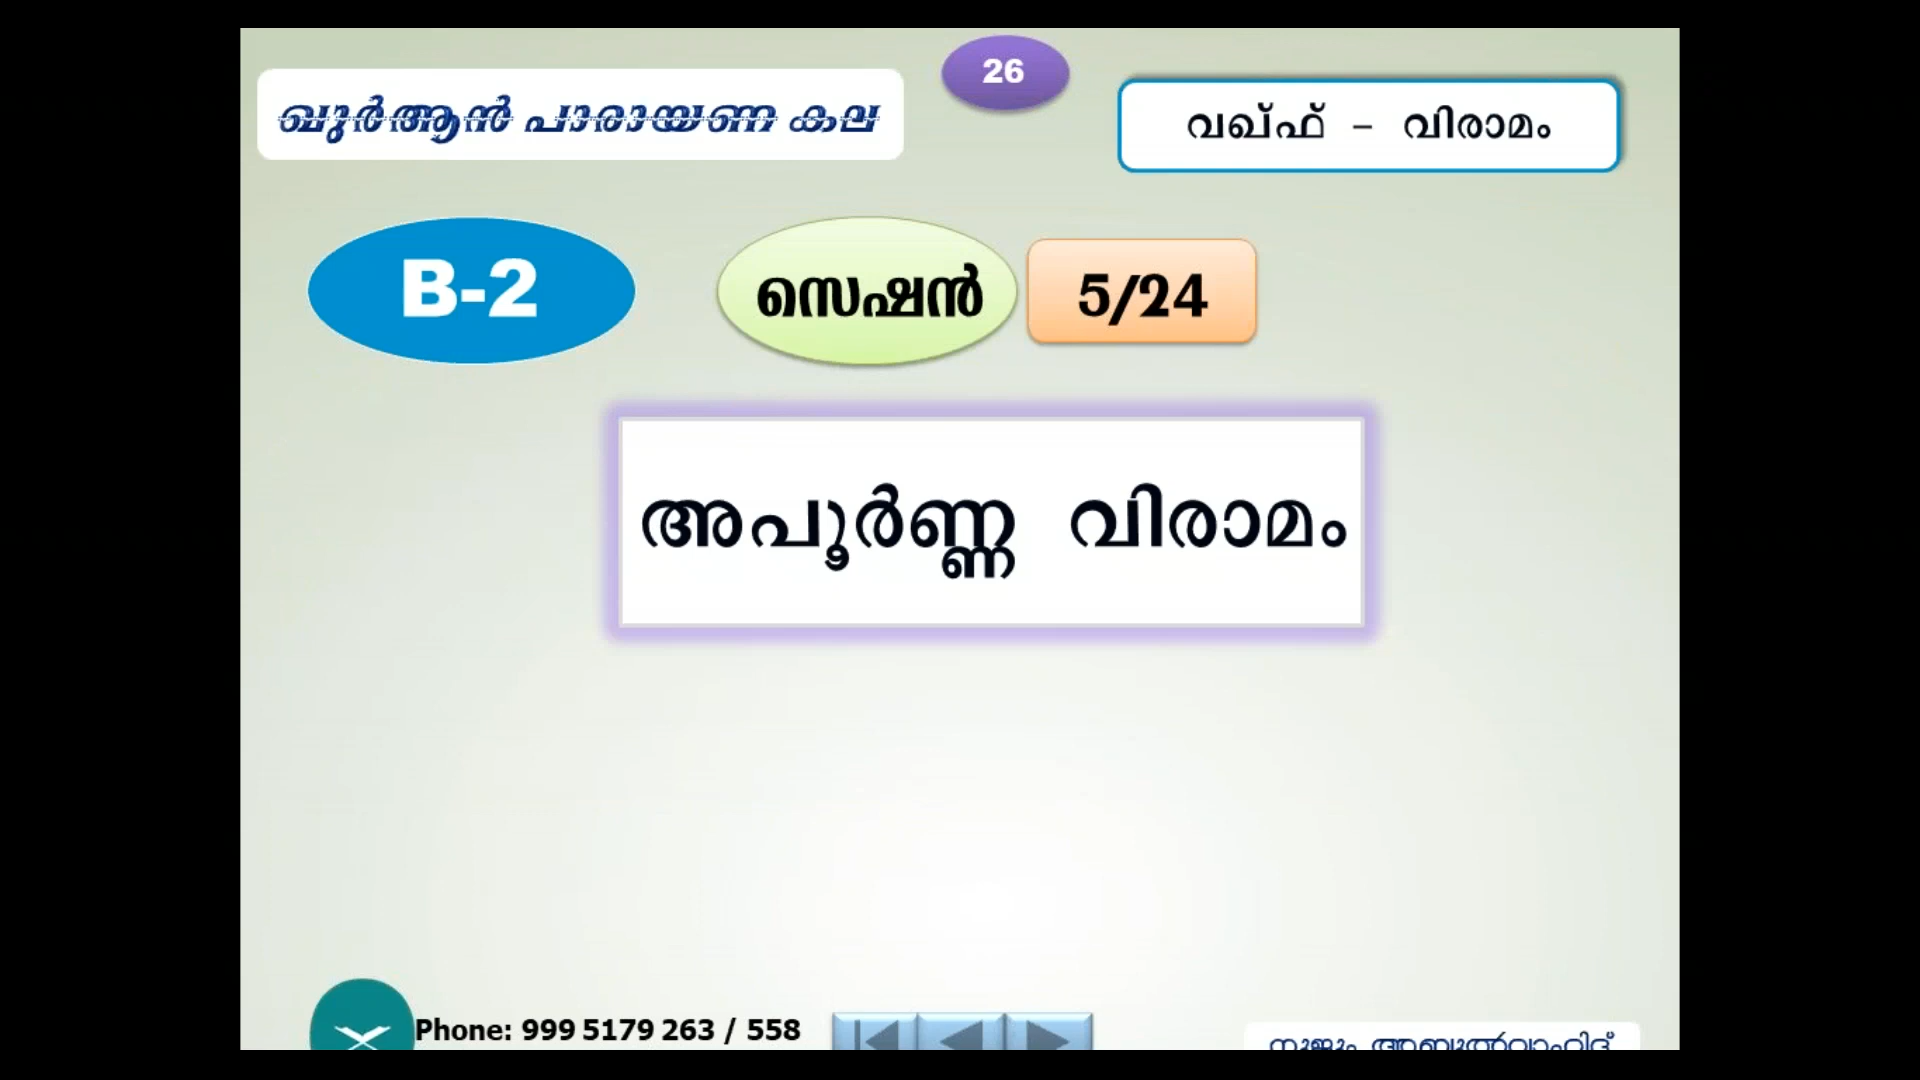 26
ഖുർആൻ പാരായണ കല
വഖ്ഫ് - വിരാമം
B-2
സെഷൻ
5/24
അപൂർണ്ണ വിരാമം
Phone: 999 5179 263 / 558